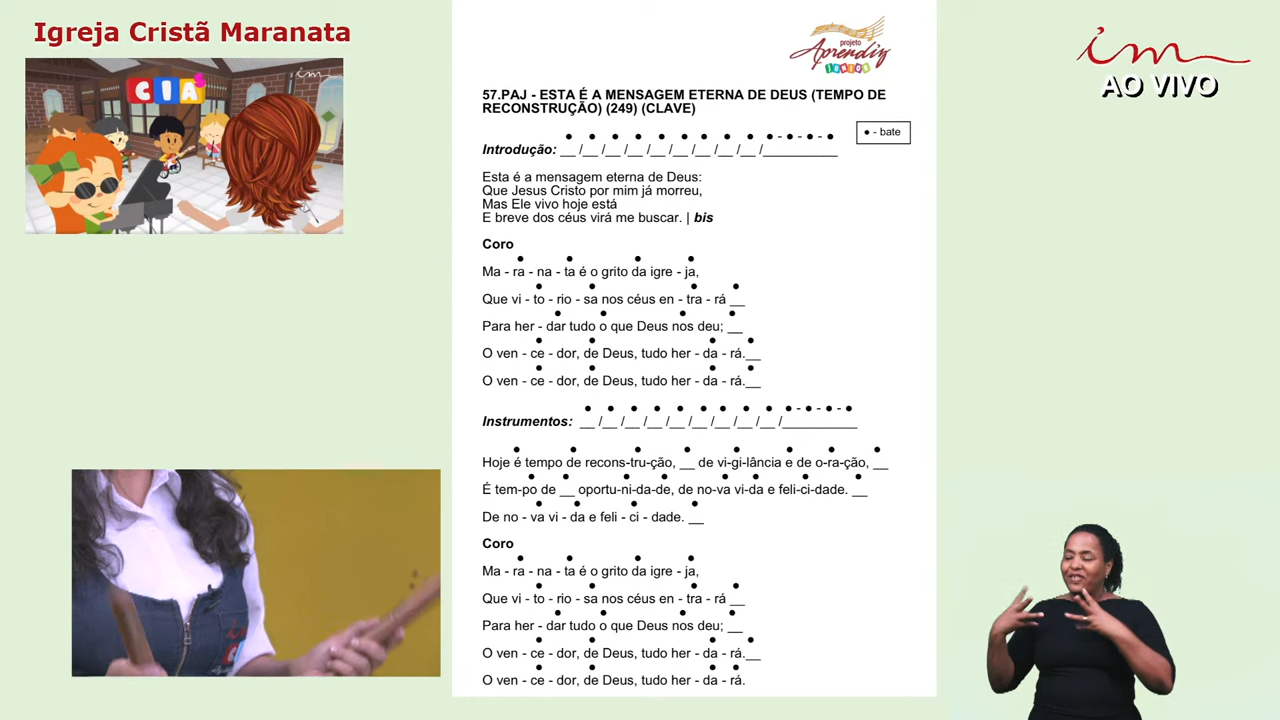 Igreja Cristã Maranata
CIAS
im
projeto
Aprendiz
JÚNIOR
im
AO VIVO
57.PAJ - ESTA É A MENSAGEM ETERNA DE DEUS (TEMPO DE
RECONSTRUÇÃO) (249) (CLAVE)
● - bate
Introdução: __ /__ /__ /__ /__ /__ /__ /__ /__ /__________
Esta é a mensagem eterna de Deus:
Que Jesus Cristo por mim já morreu,
Mas Ele vivo hoje está
E breve dos céus virá me buscar. | bis
Coro
Ma - ra - na - ta é o grito da igre - ja,
Que vi - to - rio - sa nos céus en - tra - rá __
Para her - dar tudo o que Deus nos deu; __
O ven - ce - dor, de Deus, tudo her - da - rá.__
O ven - ce - dor, de Deus, tudo her - da - rá.__
Instrumentos: __ /__ /__ /__ /__ /__ /__ /__ /__ /__________
Hoje é tempo de recons-tru-ção, __ de vi-gi-lância e de o-ra-ção, __
É tem-po de __ oportu-ni-da-de, de no-va vi-da e feli-ci-dade. __
De no - va vi - da e feli - ci - dade. __
Coro
Ma - ra - na - ta é o grito da igre - ja,
Que vi - to - rio - sa nos céus en - tra - rá __
Para her - dar tudo o que Deus nos deu; __
O ven - ce - dor, de Deus, tudo her - da - rá.__
O ven - ce - dor, de Deus, tudo her - da - rá.